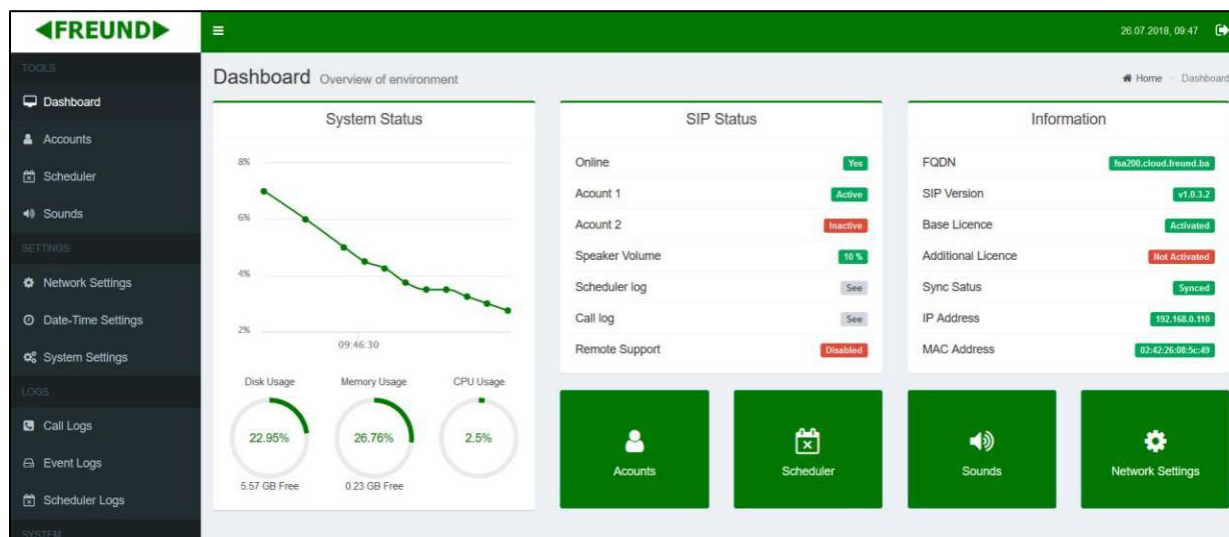 FREUND
26.07.2018, 09:47
TOOLS
Dashboard
Accounts
Scheduler
Sounds
SETTINGS
Network Settings
Date-Time Settings
System Settings
LOGS
Call Logs
Event Logs
Scheduler Logs
SYSTEM
Dashboard Overview of environment
Home Dashboard
System Status
8%
6%
4%
2%
09:46:30
Disk Usage Memory Usage CPU Usage
22.95% 26.76% 2.5%
5.57 GB Free 0.23 GB Free
SIP Status
Online Yes
Acount 1 Active
Acount 2 Inactive
Speaker Volume 10 %
Scheduler log See
Call log See
Remote Support Disabled
Information
FQDN fsa200.cloud.freund.ba
SIP Version v1.0.3.2
Base Licence Activated
Additional Licence Not Activated
Sync Satus Synced
IP Address 192.168.0.110
MAC Address 02:42:26:08:5c:49
Acounts
Scheduler
Sounds
Network Settings